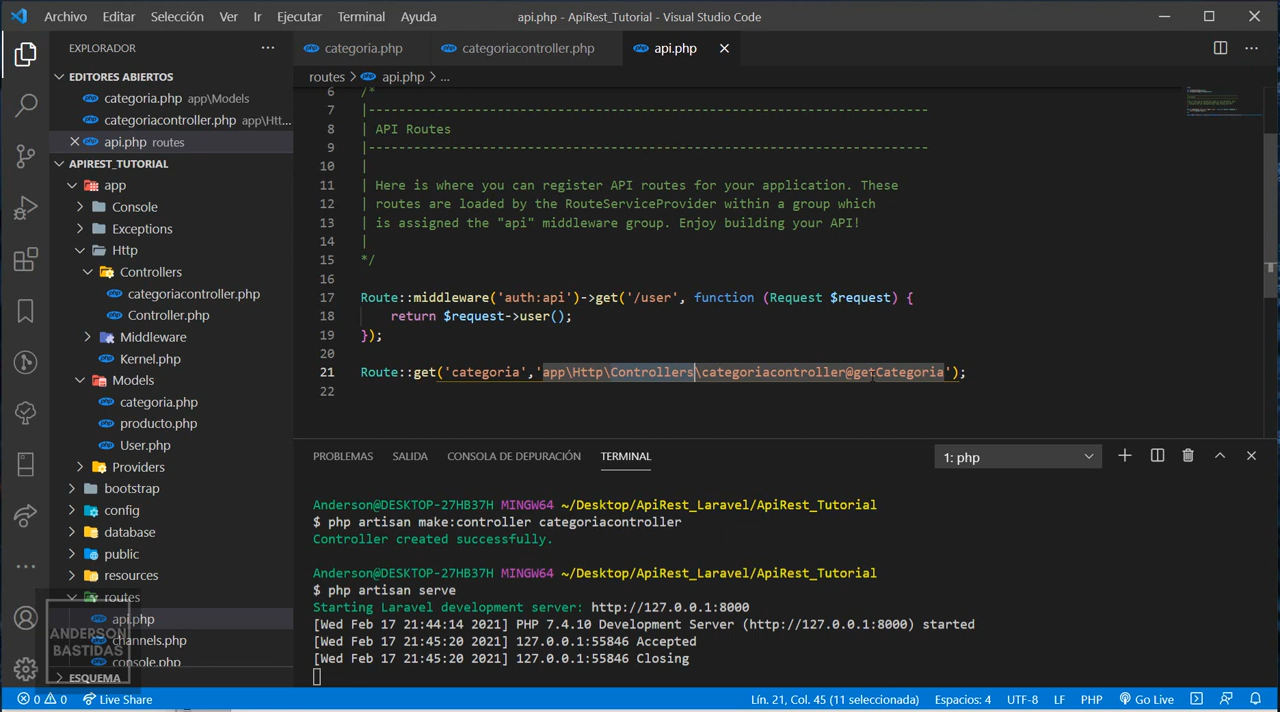 Archivo Editar Selección Ver Ir Ejecutar Terminal Ayuda api.php - ApiRest_Tutorial - Visual Studio Code
EXPLORADOR
EDITORES ABIERTOS
categoria.php app\Models
categoriacontroller.php app\Htt...
api.php routes
APIREST_TUTORIAL
app
Console
Exceptions
Http
Controllers
categoriacontroller.php
Controller.php
Middleware
Kernel.php
Models
categoria.php
producto.php
User.php
Providers
bootstrap
config
database
public
resources
routes
api.php
channels.php
console.php
ESQUEMA
ANDERSON
BASTIDAS
categoria.php categoriacontroller.php api.php
routes > api.php > ...
6 /*
7 |--------------------------------------------------------------------------
8 | API Routes
9 |--------------------------------------------------------------------------
10 |
11 | Here is where you can register API routes for your application. These
12 | routes are loaded by the RouteServiceProvider within a group which
13 | is assigned the "api" middleware group. Enjoy building your API!
14 |
15 */
16
17 Route::middleware('auth:api')->get('/user', function (Request $request) {
18 return $request->user();
19 });
20
21 Route::get('categoria','app\Http\Controllers\categoriacontroller@getCategoria');
22
PROBLEMAS SALIDA CONSOLA DE DEPURACIÓN TERMINAL 1: php
Anderson@DESKTOP-27HB37H MINGW64 ~/Desktop/ApiRest_Laravel/ApiRest_Tutorial
$ php artisan make:controller categoriacontroller
Controller created successfully.
Anderson@DESKTOP-27HB37H MINGW64 ~/Desktop/ApiRest_Laravel/ApiRest_Tutorial
$ php artisan serve
Starting Laravel development server: http://127.0.0.1:8000
[Wed Feb 17 21:44:14 2021] PHP 7.4.10 Development Server (http://127.0.0.1:8000) started
[Wed Feb 17 21:45:20 2021] 127.0.0.1:55846 Accepted
[Wed Feb 17 21:45:20 2021] 127.0.0.1:55846 Closing
0 0 Live Share Lín. 21, Col. 45 (11 seleccionada) Espacios: 4 UTF-8 LF PHP Go Live